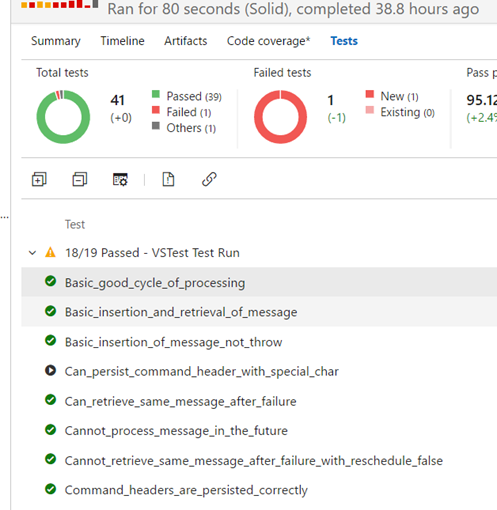 Ran for 80 seconds (Solid), completed 38.8 hours ago
Summary Timeline Artifacts Code coverage* Tests
Total tests Failed tests Pass p
41 Passed (39) 1 New (1) 95.12
(+0) Failed (1) (-1) Existing (0) (+2.4%
Others (1)
...
Test
18/19 Passed - VSTest Test Run
Basic_good_cycle_of_processing
Basic_insertion_and_retrieval_of_message
Basic_insertion_of_message_not_throw
Can_persist_command_header_with_special_char
Can_retrieve_same_message_after_failure
Cannot_process_message_in_the_future
Cannot_retrieve_same_message_after_failure_with_reschedule_false
Command_headers_are_persisted_correctly